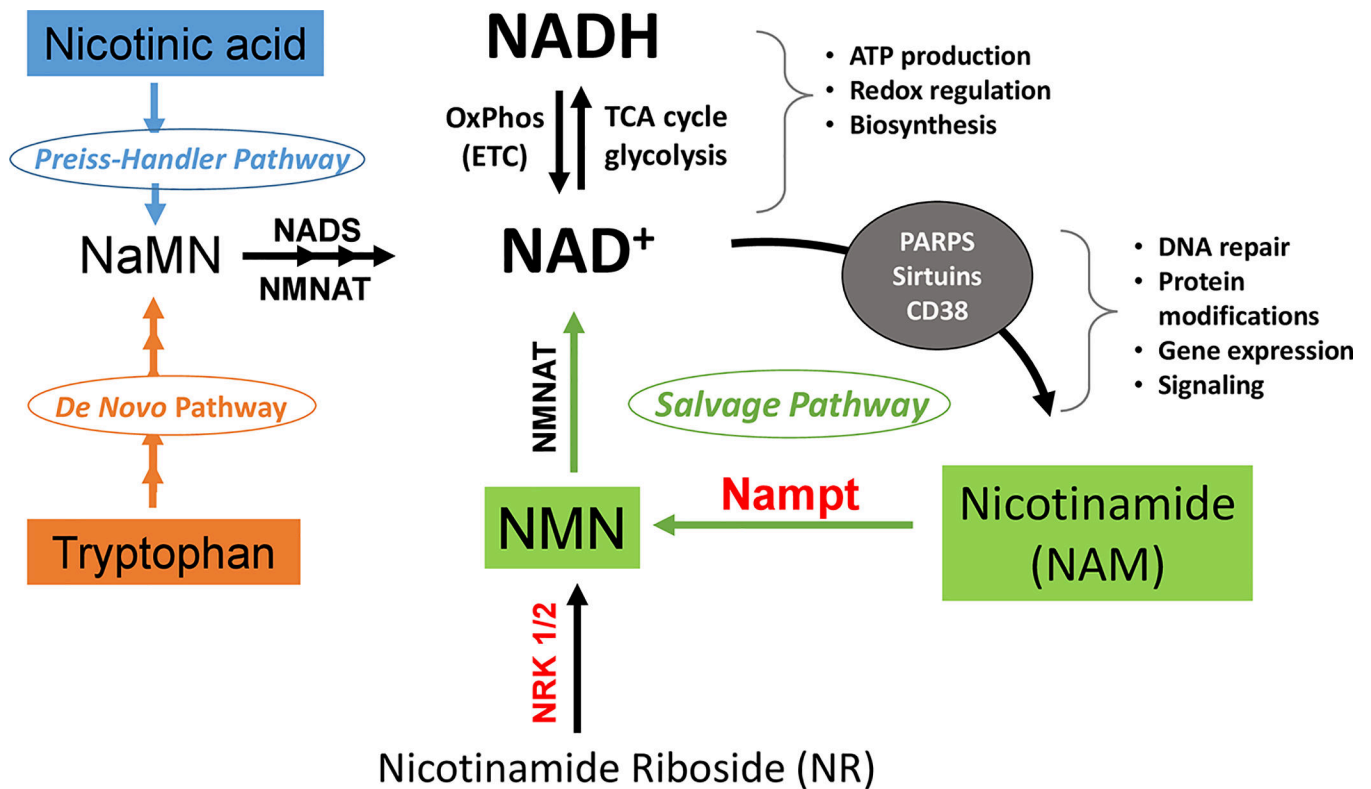 Nicotinic acid
Preiss-Handler Pathway
NaMN
NADS
NMNAT
De Novo Pathway
Tryptophan
NADH
OxPhos
(ETC)
TCA cycle
glycolysis
NAD⁺
• ATP production
• Redox regulation
• Biosynthesis
PARPS
Sirtuins
CD38
• DNA repair
• Protein
modifications
• Gene expression
• Signaling
NMNAT
Salvage Pathway
NMN
Nampt
Nicotinamide
(NAM)
NRK 1/2
Nicotinamide Riboside (NR)